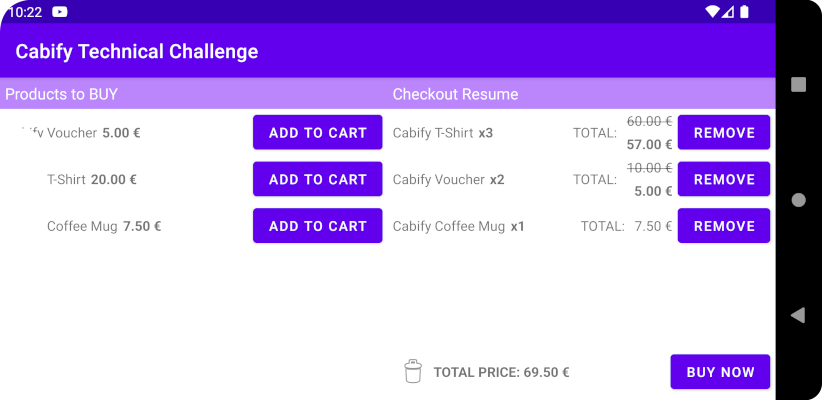 10:22
Cabify Technical Challenge
Products to BUY
Checkout Resume
Voucher 5.00 €
ADD TO CART
T-Shirt 20.00 €
ADD TO CART
Coffee Mug 7.50 €
ADD TO CART
Cabify T-Shirt x3
TOTAL:
60.00 €
57.00 €
REMOVE
Cabify Voucher x2
TOTAL:
10.00 €
5.00 €
REMOVE
Cabify Coffee Mug x1
TOTAL: 7.50 €
REMOVE
TOTAL PRICE: 69.50 €
BUY NOW